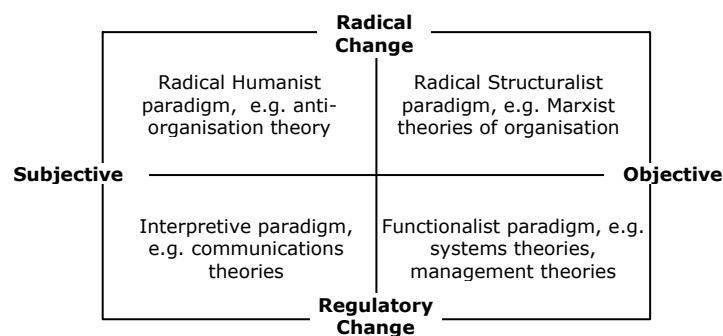 Radical
Change
Radical Humanist
paradigm, e.g. anti-
organisation theory
Radical Structuralist
paradigm, e.g. Marxist
theories of organisation
Subjective
Objective
Interpretive paradigm,
e.g. communications
theories
Functionalist paradigm, e.g.
systems theories,
management theories
Regulatory
Change